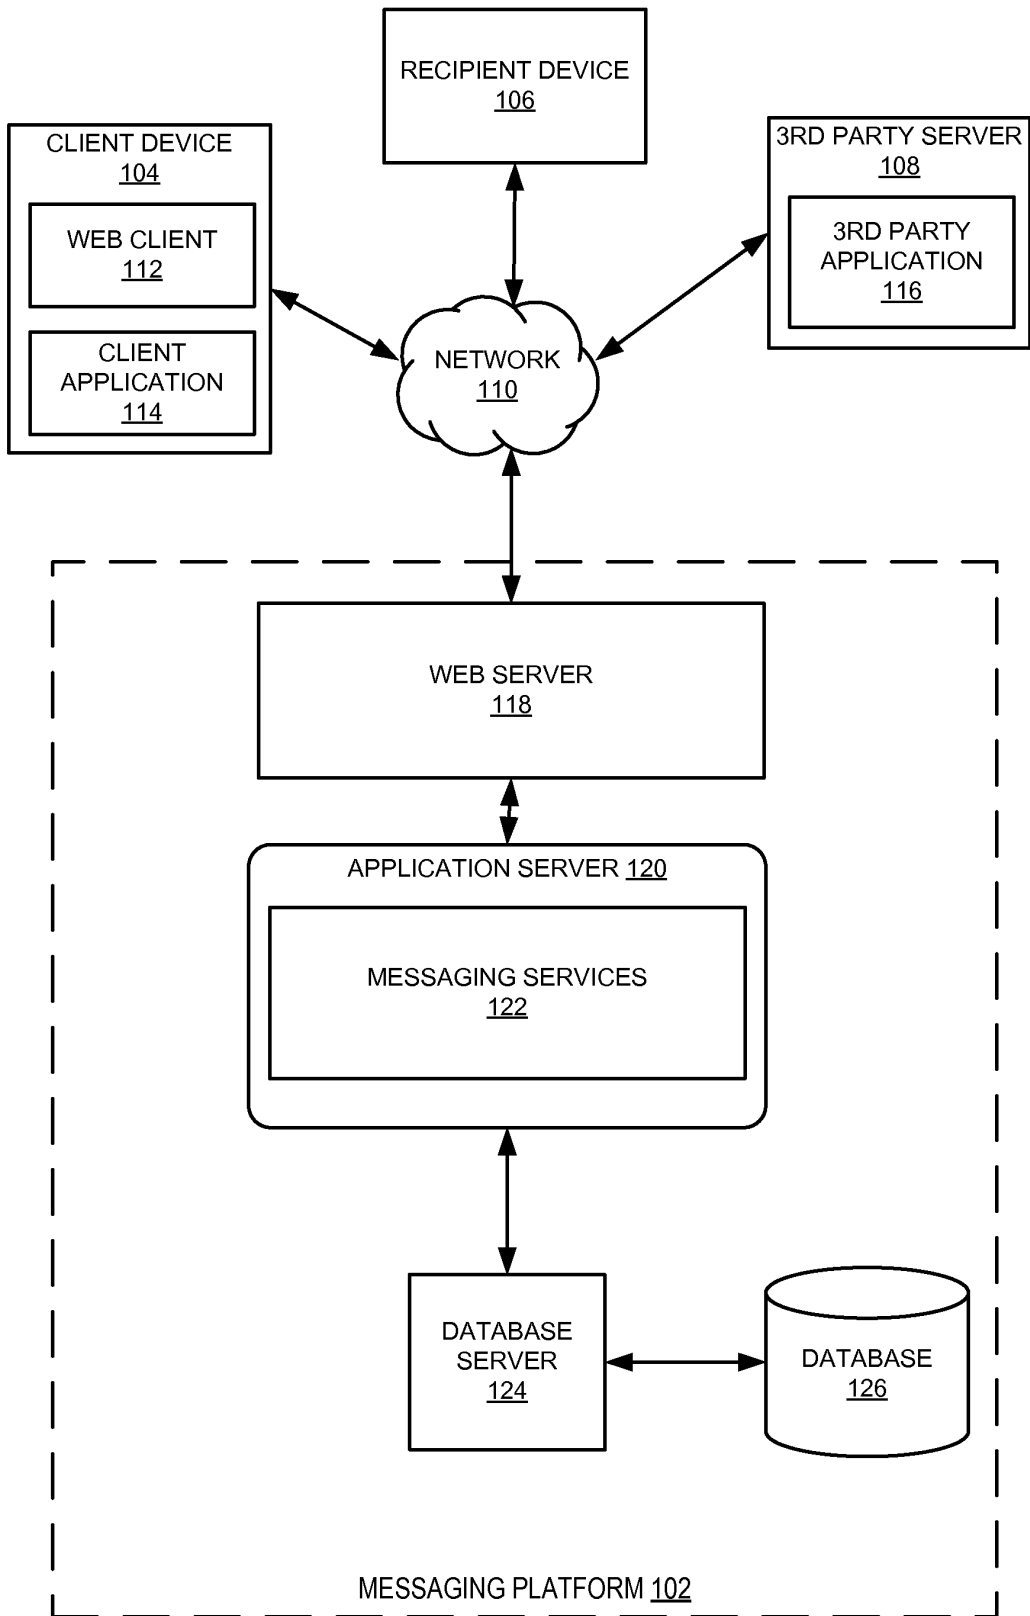 RECIPIENT DEVICE
106
CLIENT DEVICE
104
WEB CLIENT
112
CLIENT
APPLICATION
114
3RD PARTY SERVER
108
3RD PARTY
APPLICATION
116
NETWORK
110
WEB SERVER
118
APPLICATION SERVER 120
MESSAGING SERVICES
122
DATABASE
SERVER
124
DATABASE
126
MESSAGING PLATFORM 102